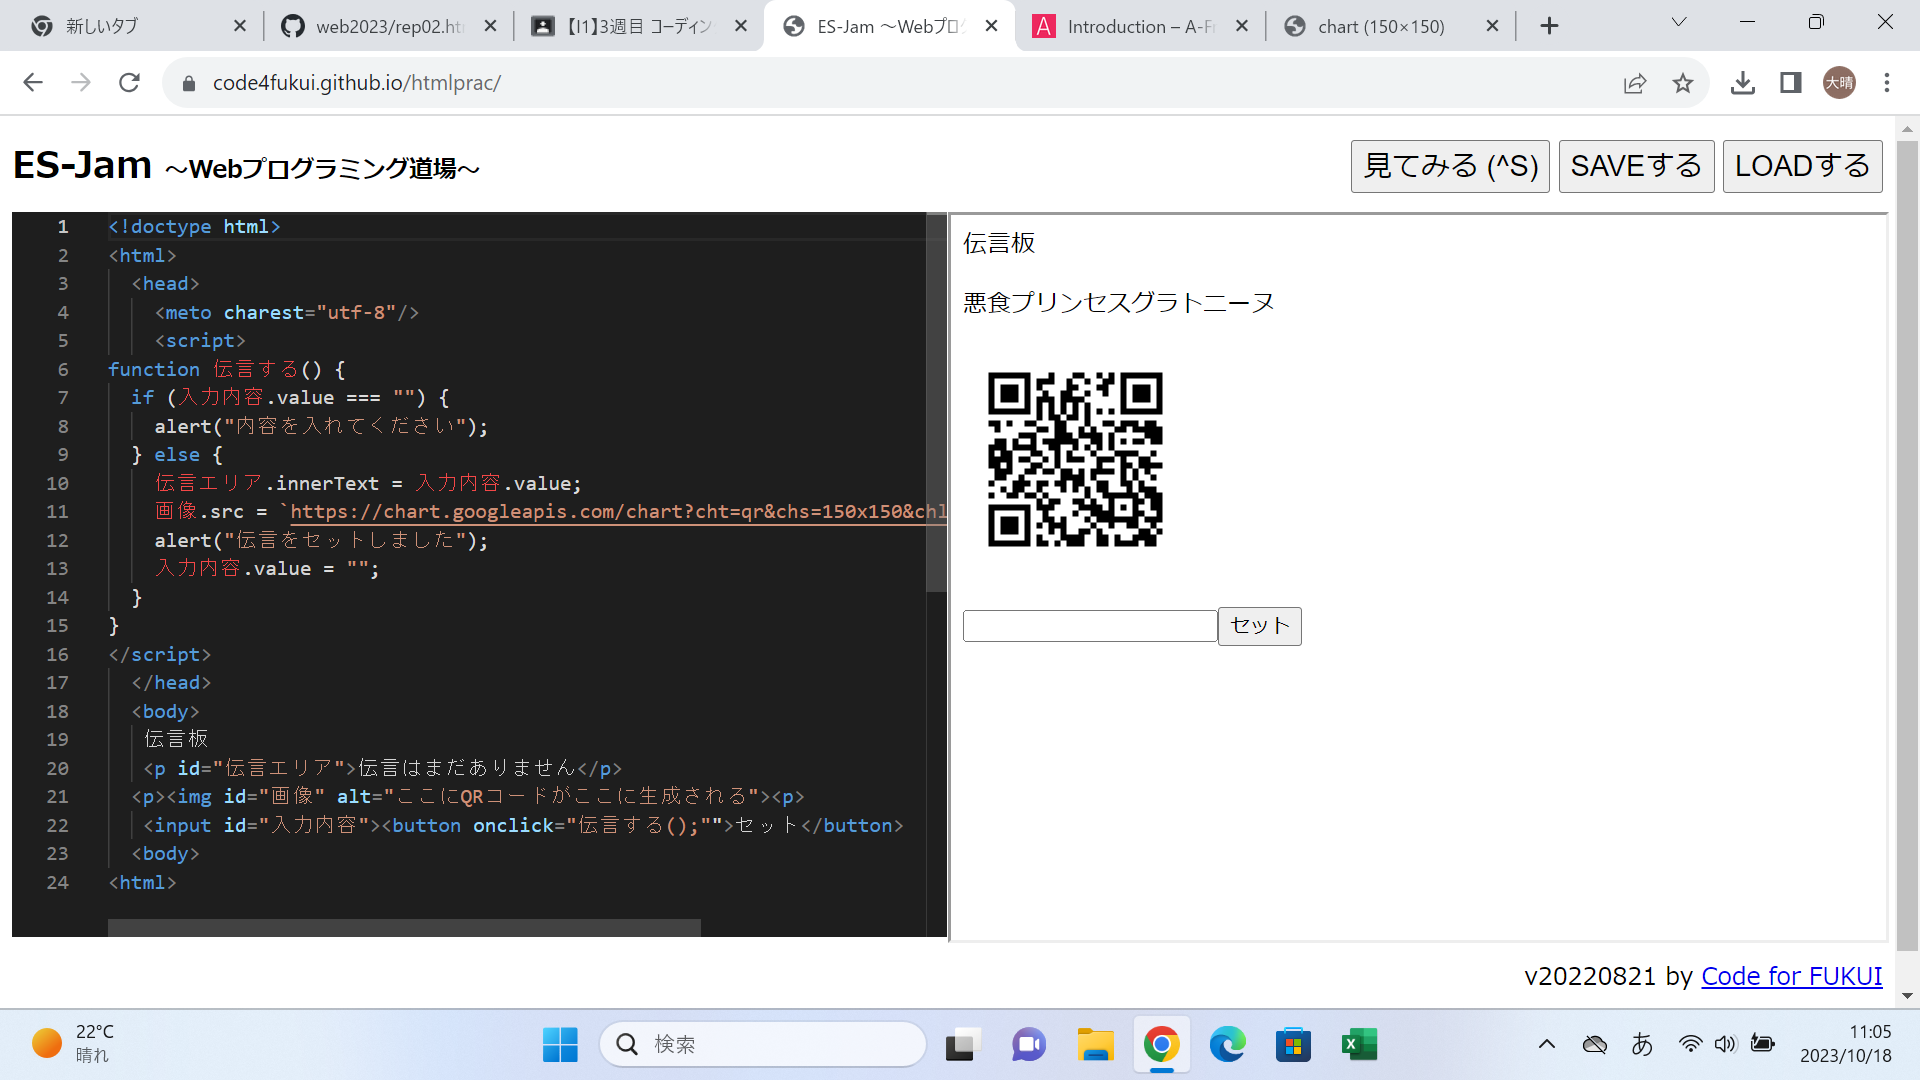 新しいタブ
web2023/rep02.ht
【I1】3週目 コーディン
ES-Jam ～Webプロ
Introduction – A-F
chart (150×150)
code4fukui.github.io/htmlprac/
大晴
ES-Jam ～Webプログラミング道場～
見てみる (^S)
SAVEする
LOADする
1 <!doctype html>
2 <html>
3 <head>
4 <meto charest="utf-8"/>
5 <script>
6 function 伝言する() {
7 if (入力内容.value === "") {
8 alert("内容を入れてください");
9 } else {
10 伝言エリア.innerText = 入力内容.value;
11 画像.src = `https://chart.googleapis.com/chart?cht=qr&chs=150x150&chl
12 alert("伝言をセットしました");
13 入力内容.value = "";
14 }
15 }
16 </script>
17 </head>
18 <body>
19 伝言板
20 <p id="伝言エリア">伝言はまだありません</p>
21 <p><img id="画像" alt="ここにQRコードがここに生成される"><p>
22 <input id="入力内容"><button onclick="伝言する();"">セット</button>
23 <body>
24 <html>
伝言板
悪食プリンセスグラトニーヌ
セット
v20220821 by Code for FUKUI
22°C
晴れ
検索
あ
11:05
2023/10/18